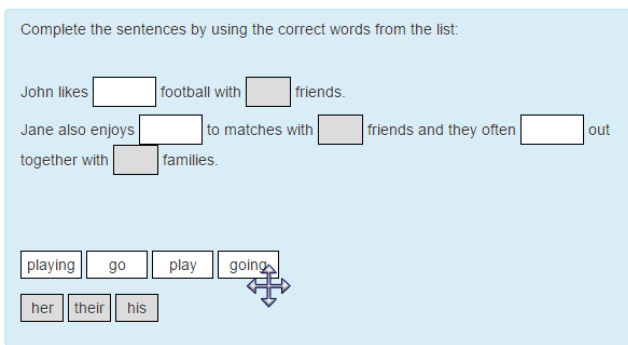 Complete the sentences by using the correct words from the list:
John likes football with friends.
Jane also enjoys to matches with friends and they often out
together with families.
playing go play going
her their his